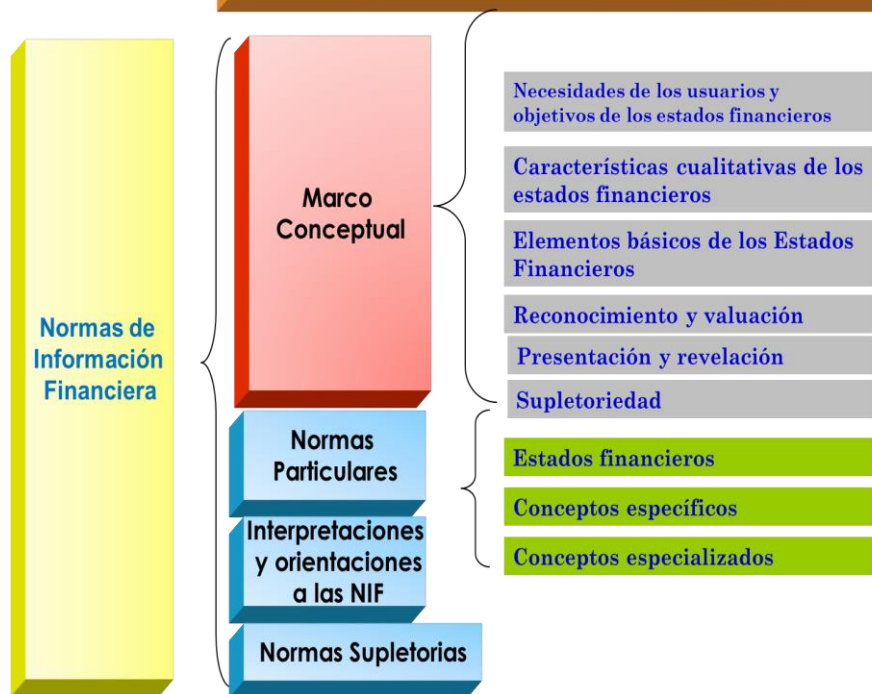 Normas de
Información
Financiera
Marco
Conceptual
Necesidades de los usuarios y
objetivos de los estados financieros
Característícas cualitativas de los
estados financieros
Elementos básicos de los Estados
Financieros
Reconocimiento y valuación
Presentación y revelación
Supletoriedad
Normas
Particulares
Estados financieros
Conceptos específicos
Conceptos especializados
Interpretaciones
y orientaciones
a las NIF
Normas Supletorias